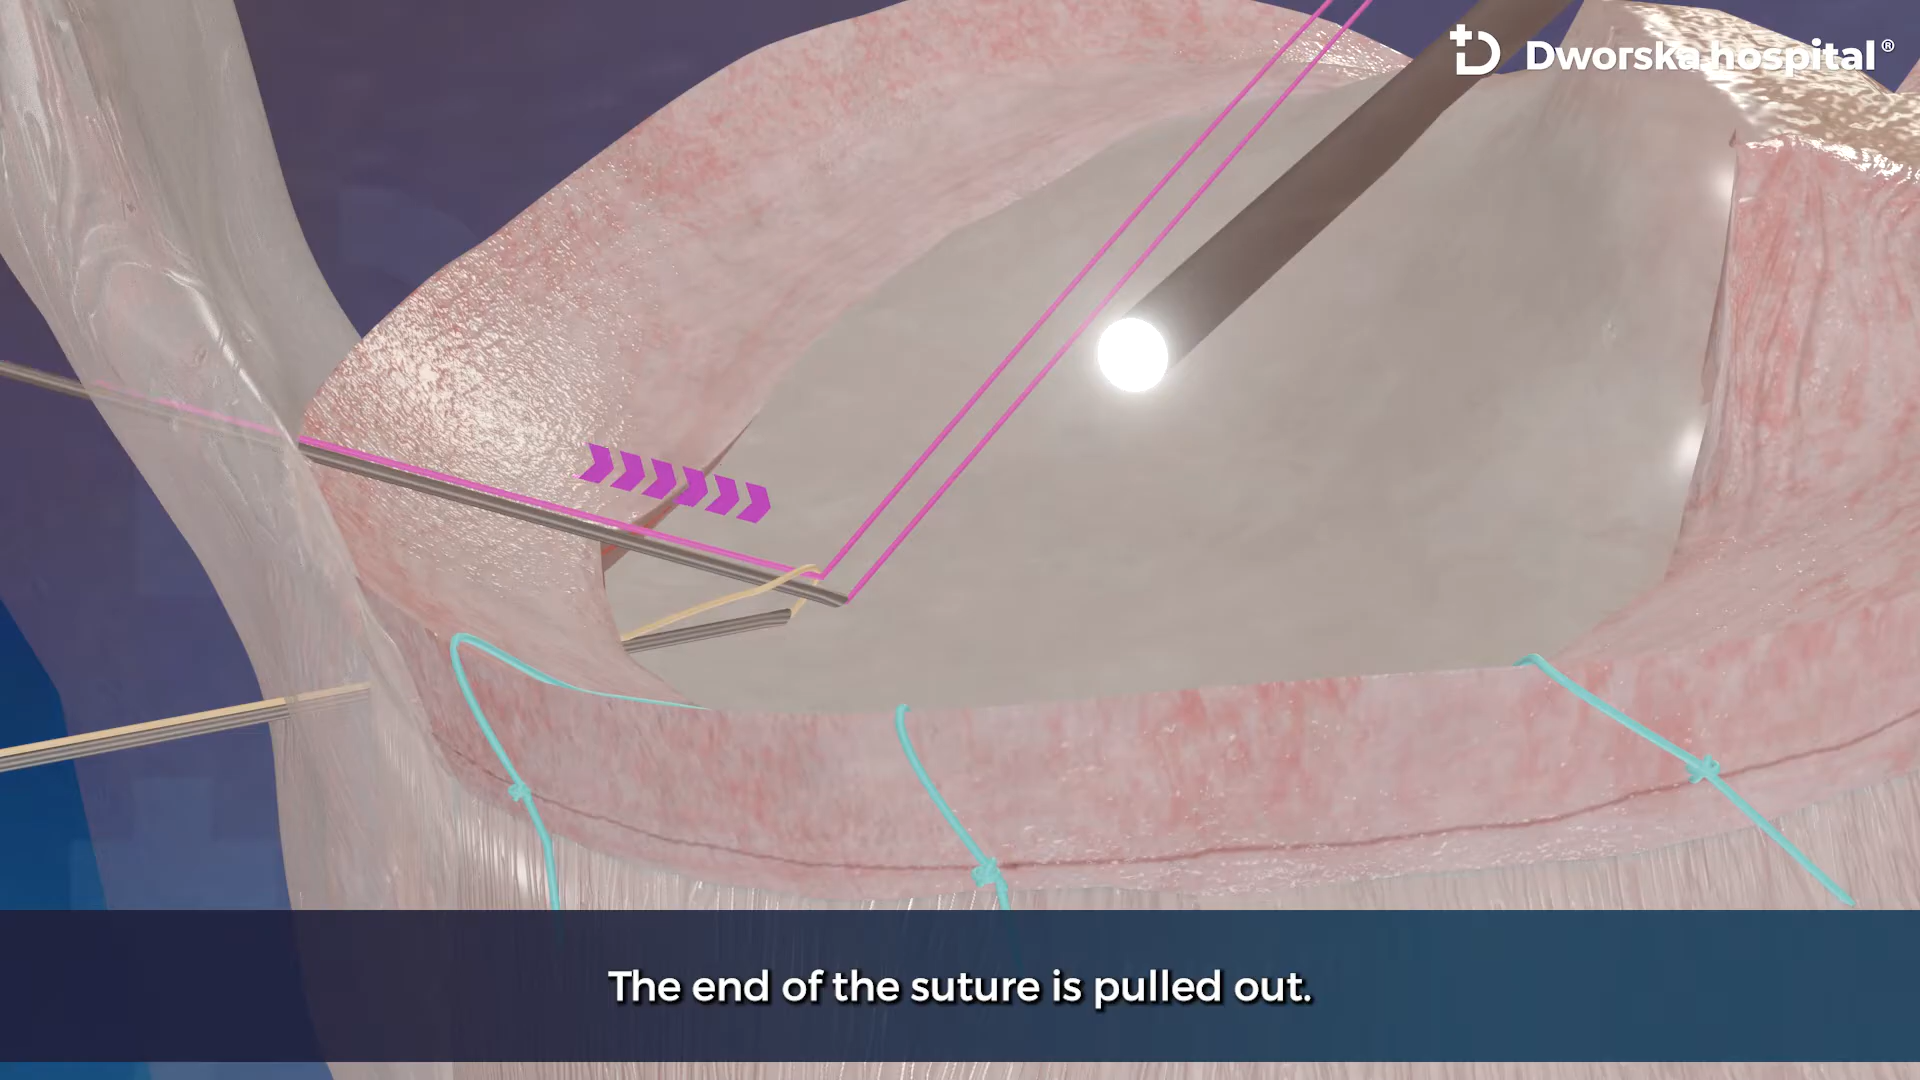 Dworska hospital®
The end of the suture is pulled out.